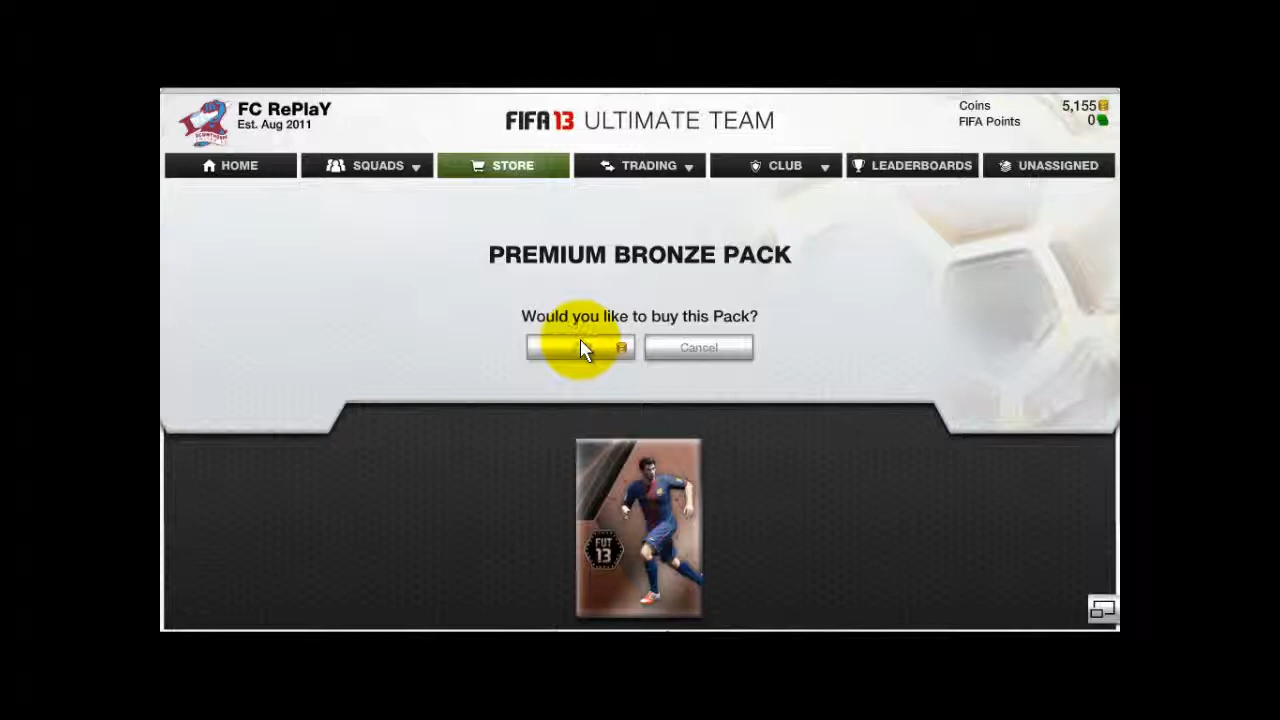 FC RePlaY
Est. Aug 2011
FIFA 13 ULTIMATE TEAM
Coins 5,155
FIFA Points 0
HOME SQUADS STORE TRADING CLUB LEADERBOARDS UNASSIGNED
PREMIUM BRONZE PACK
Would you like to buy this Pack?
Cancel
FUT
13